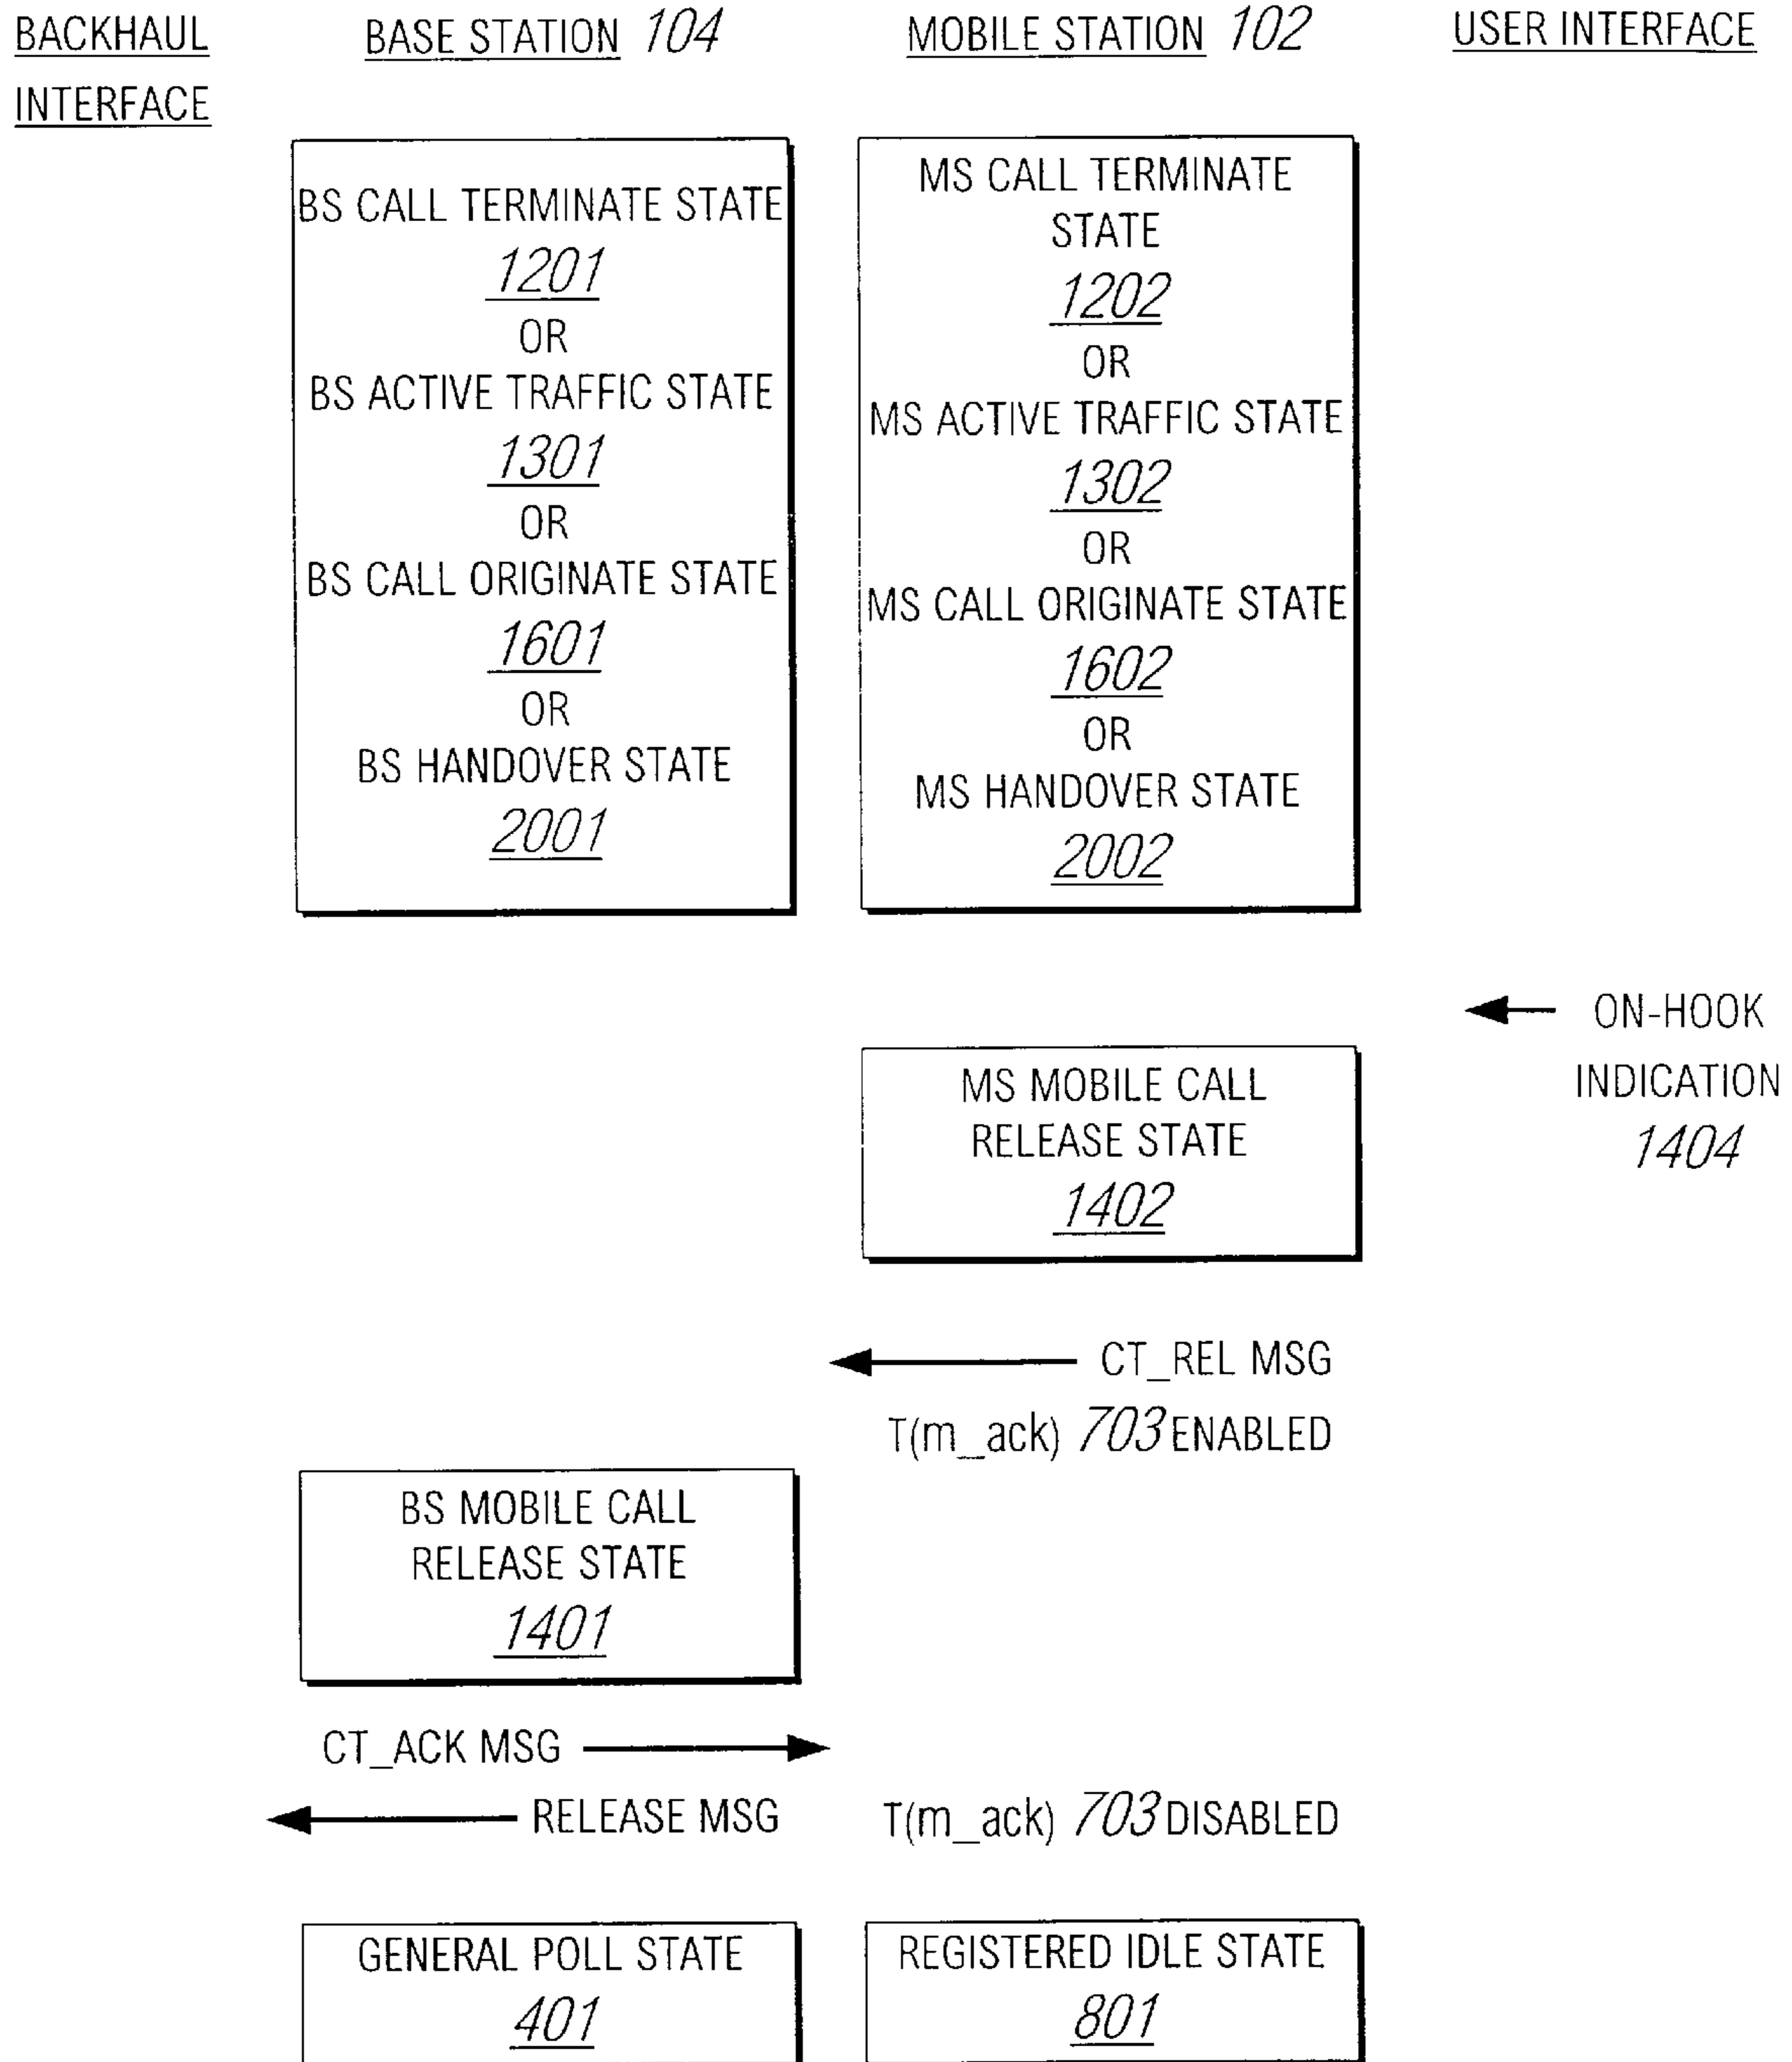 BACKHAUL
INTERFACE
BASE STATION 104
MOBILE STATION 102
USER INTERFACE
BS CALL TERMINATE STATE
1201
OR
BS ACTIVE TRAFFIC STATE
1301
OR
BS CALL ORIGINATE STATE
1601
OR
BS HANDOVER STATE
2001
MS CALL TERMINATE
STATE
1202
OR
MS ACTIVE TRAFFIC STATE
1302
OR
MS CALL ORIGINATE STATE
1602
OR
MS HANDOVER STATE
2002
ON-HOOK
INDICATION
1404
MS MOBILE CALL
RELEASE STATE
1402
CT_REL MSG
T(m_ack) 703 ENABLED
BS MOBILE CALL
RELEASE STATE
1401
CT_ACK MSG
RELEASE MSG
T(m_ack) 703 DISABLED
GENERAL POLL STATE
401
REGISTERED IDLE STATE
801